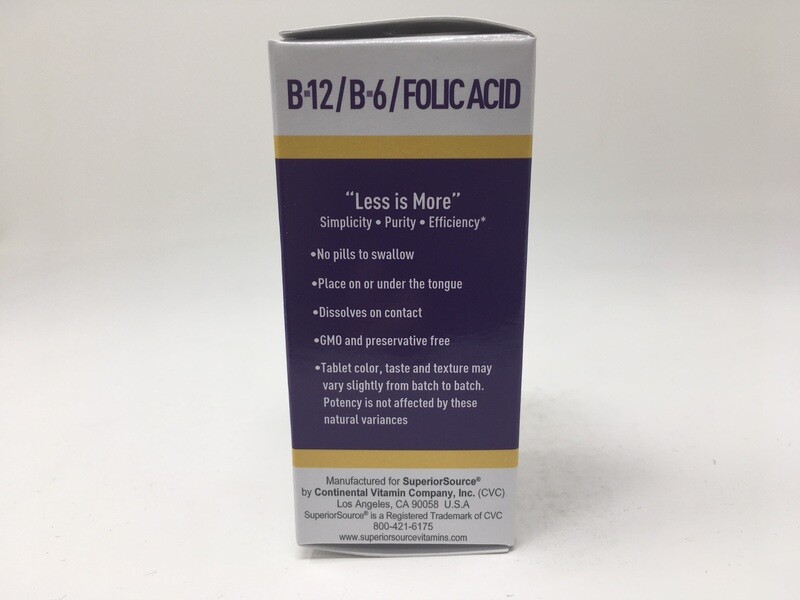 B-12/B-6/FOLIC ACID
“Less is More”
Simplicity • Purity • Efficiency*
•No pills to swallow
•Place on or under the tongue
•Dissolves on contact
•GMO and preservative free
•Tablet color, taste and texture may
vary slightly from batch to batch.
Potency is not affected by these
natural variances
Manufactured for SuperiorSource®
by Continental Vitamin Company, Inc. (CVC)
Los Angeles, CA 90058 U.S.A
SuperiorSource® is a Registered Trademark of CVC
800-421-6175
www.superiorsourcevitamins.com